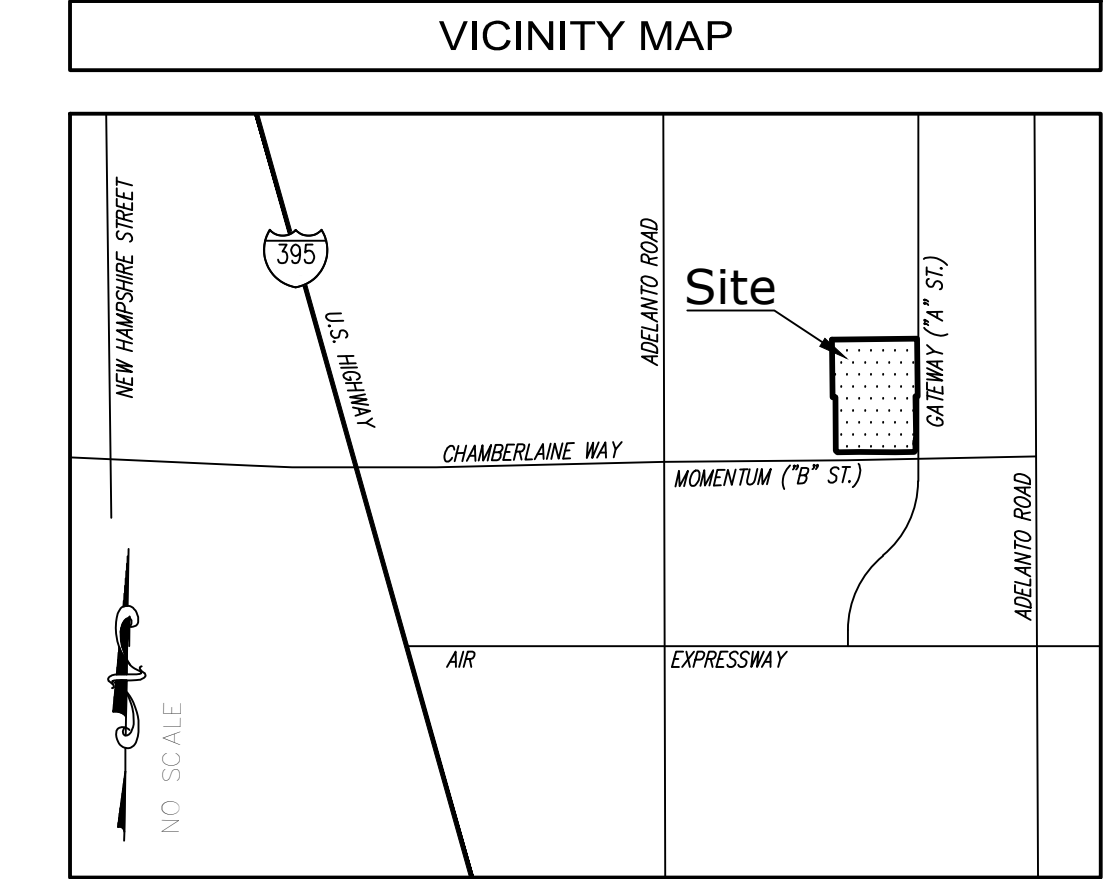 VICINITY MAP
NEW HAMPSHIRE STREET
395
U.S. HIGHWAY
ADELANTO ROAD
Site
GATEWAY ("A" ST.)
CHAMBERLAINE WAY
MOMENTUM ("B" ST.)
ADELANTO ROAD
AIR
EXPRESSWAY
NO SCALE